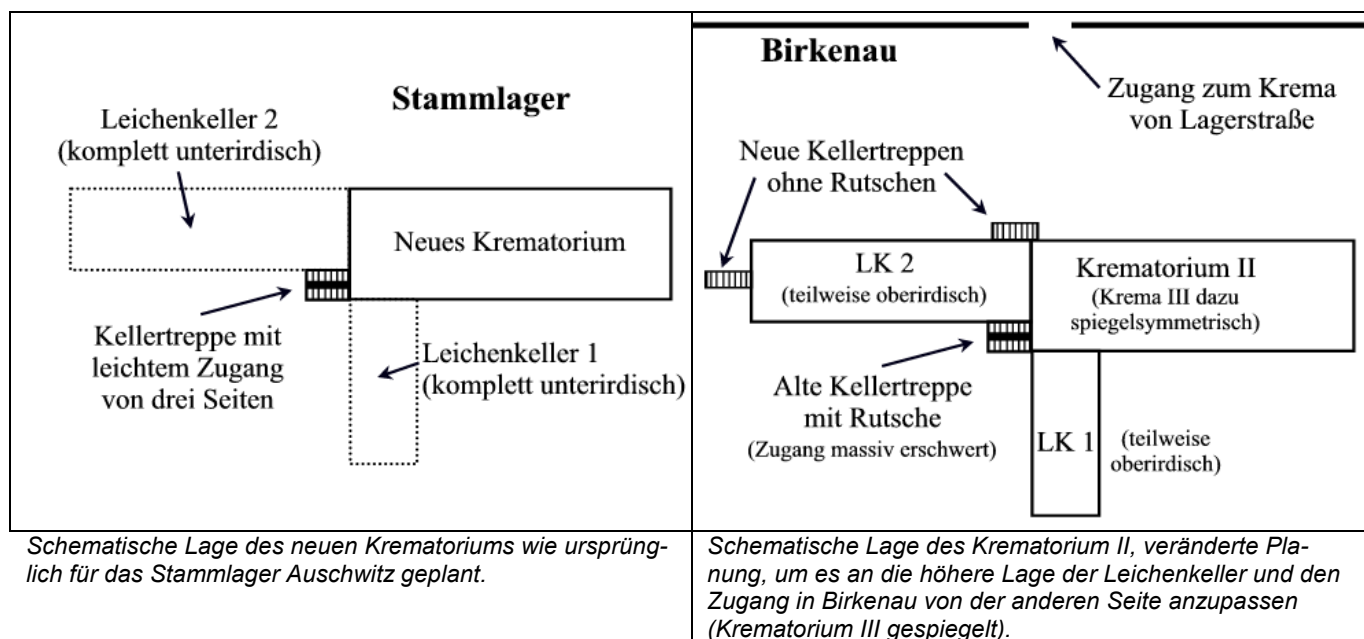 Stammlager
Leichenkeller 2
(komplett unterirdisch)
Neues Krematorium
Kellertreppe mit
leichtem Zugang
von drei Seiten
Leichenkeller 1
(komplett unterirdisch)
Schematische Lage des neuen Krematoriums wie ursprüng-
lich für das Stammlager Auschwitz geplant.
Birkenau
Zugang zum Krema
von Lagerstraße
Neue Kellertreppen
ohne Rutschen
LK 2
(teilweise oberirdisch)
Krematorium II
(Krema III dazu
spiegelsymmetrisch)
Alte Kellertreppe
mit Rutsche
(Zugang massiv erschwert)
LK 1
(teilweise
oberirdisch)
Schematische Lage des Krematorium II, veränderte Pla-
nung, um es an die höhere Lage der Leichenkeller und den
Zugang in Birkenau von der anderen Seite anzupassen
(Krematorium III gespiegelt).